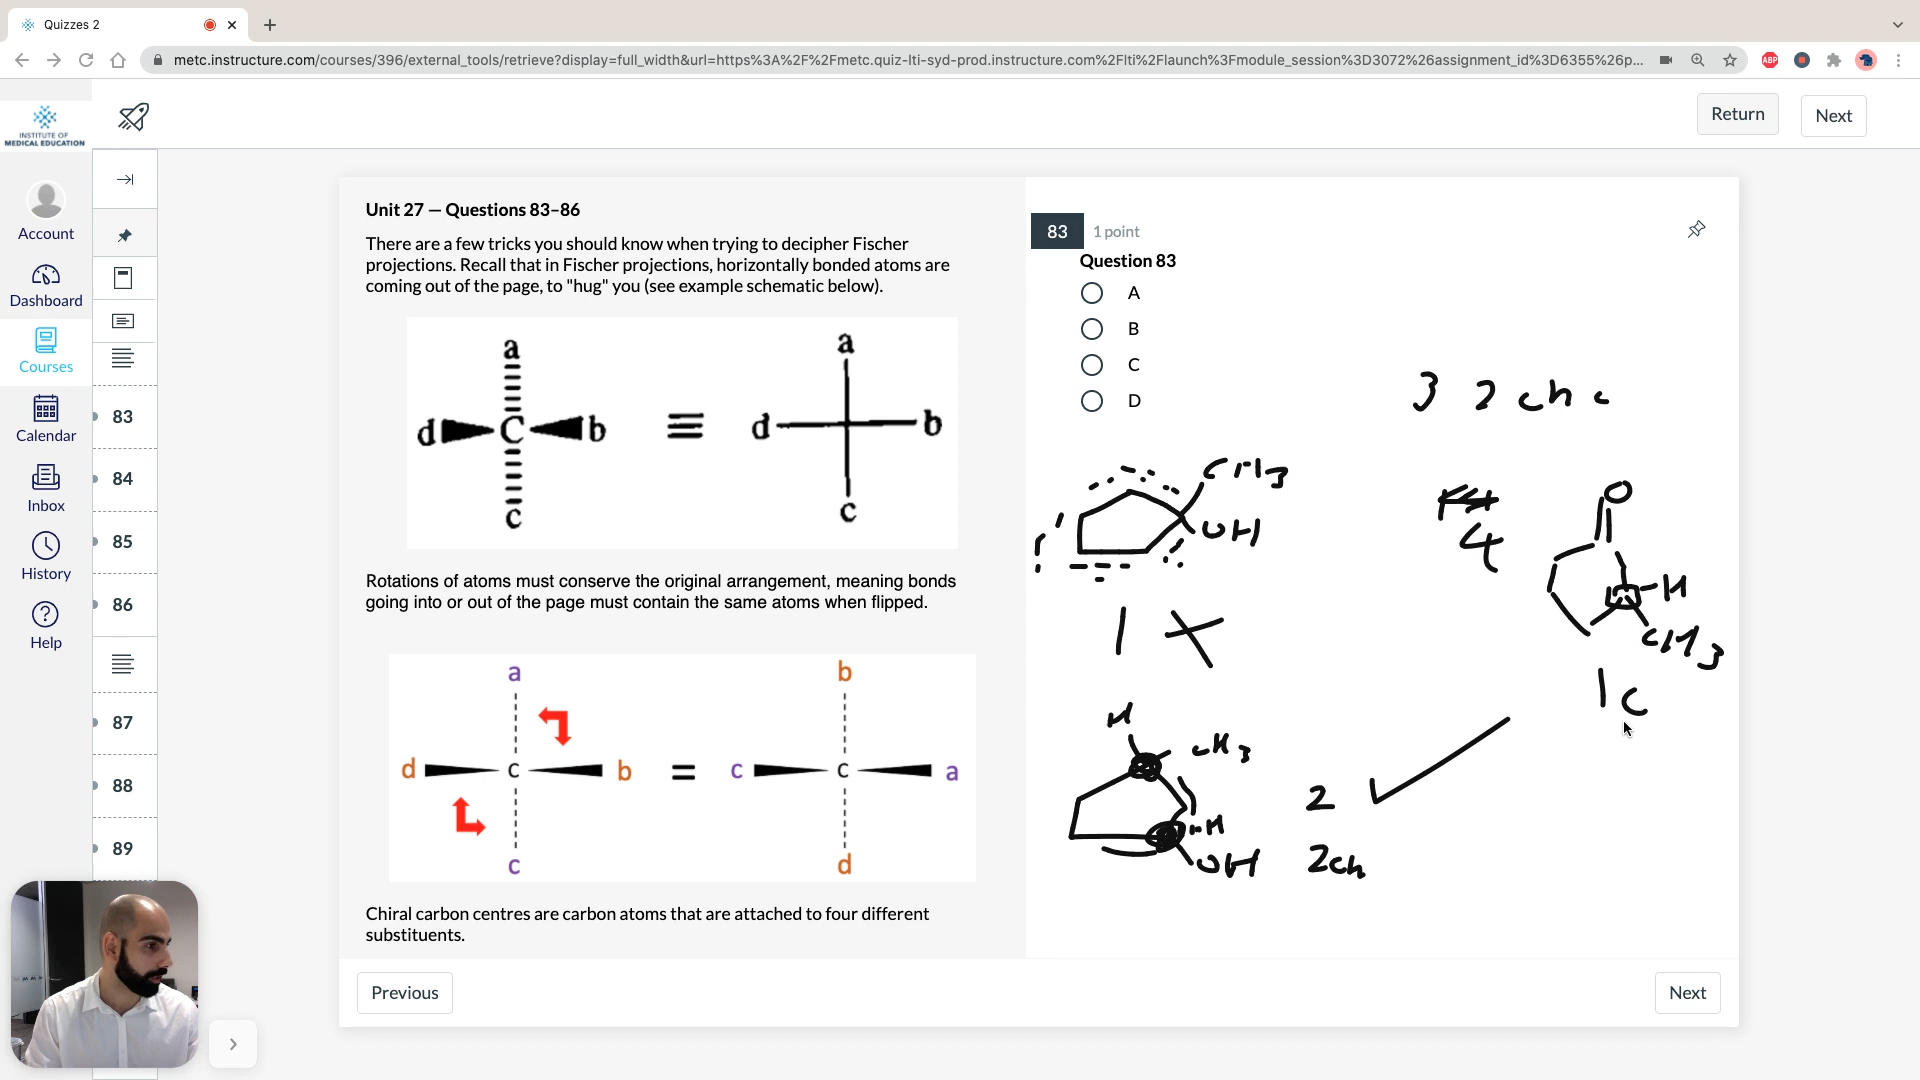 Quizzes 2
metc.instructure.com/courses/396/external_tools/retrieve?display=full_width&url=https%3A%2F%2Fmetc.quiz-lti-syd-prod.instructure.com%2Flti%2Flaunch%3Fmodule_session%3D3072%26assignment_id%3D6355%26p...
ABP
INSTITUTE OF
MEDICAL EDUCATION
Return
Next
Account
Dashboard
Courses
Calendar
Inbox
History
Help
83
84
85
86
87
88
89
Unit 27 — Questions 83–86
There are a few tricks you should know when trying to decipher Fischer
projections. Recall that in Fischer projections, horizontally bonded atoms are
coming out of the page, to "hug" you (see example schematic below).
a
d C b
c
≡
a
d b
c
Rotations of atoms must conserve the original arrangement, meaning bonds
going into or out of the page must contain the same atoms when flipped.
a
d c b
c
=
b
c c a
d
Chiral carbon centres are carbon atoms that are attached to four different
substituents.
Previous
83 1 point
Question 83
A
B
C
D
3 2 ch c
CH3
OH
1
4
O
H
CH3
1 C
H
CH3
H
OH
2
2ch
Next